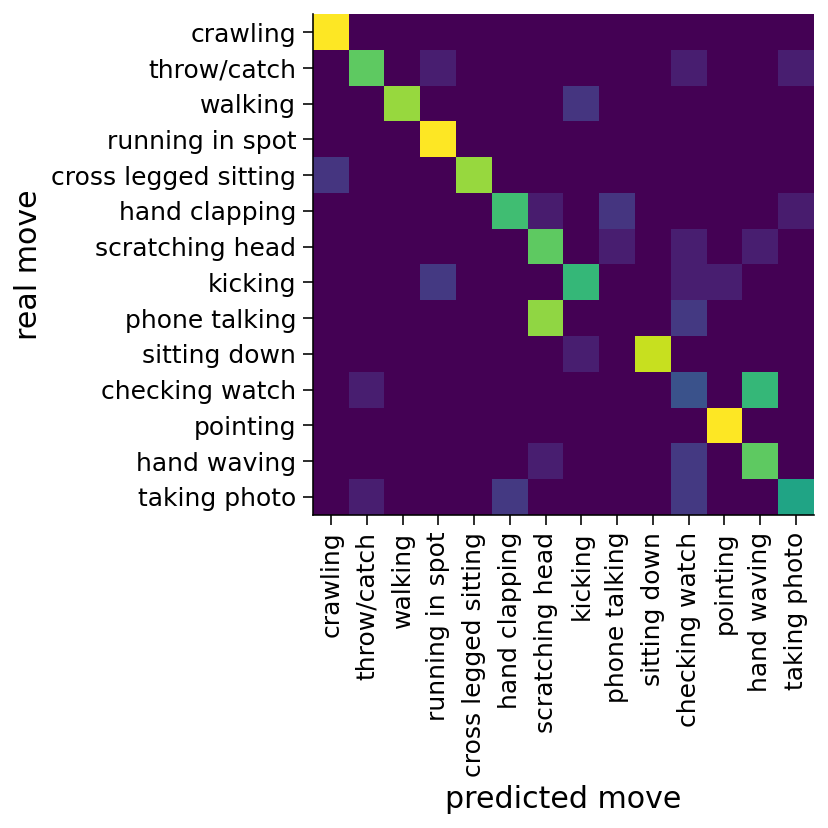 real move
crawling
throw/catch
walking
running in spot
cross legged sitting
hand clapping
scratching head
kicking
phone talking
sitting down
checking watch
pointing
hand waving
taking photo
crawling
throw/catch
walking
running in spot
cross legged sitting
hand clapping
scratching head
kicking
phone talking
sitting down
checking watch
pointing
hand waving
taking photo
predicted move